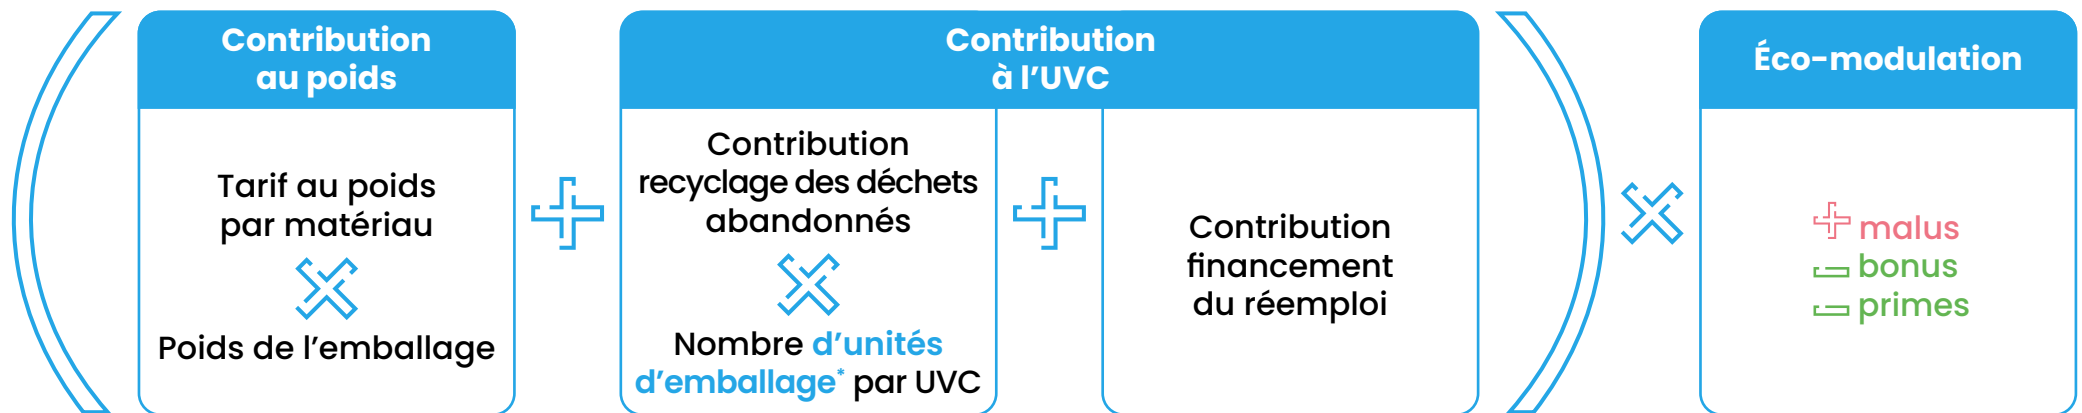 Contribution
au poids
Tarif au poids
par matériau
Poids de l'emballage
Contribution
à l'UVC
Contribution
recyclage des déchets
abandonnés
Nombre d'unités
d'emballage* par UVC
Contribution
financement
du réemploi
Éco-modulation
malus
bonus
primes